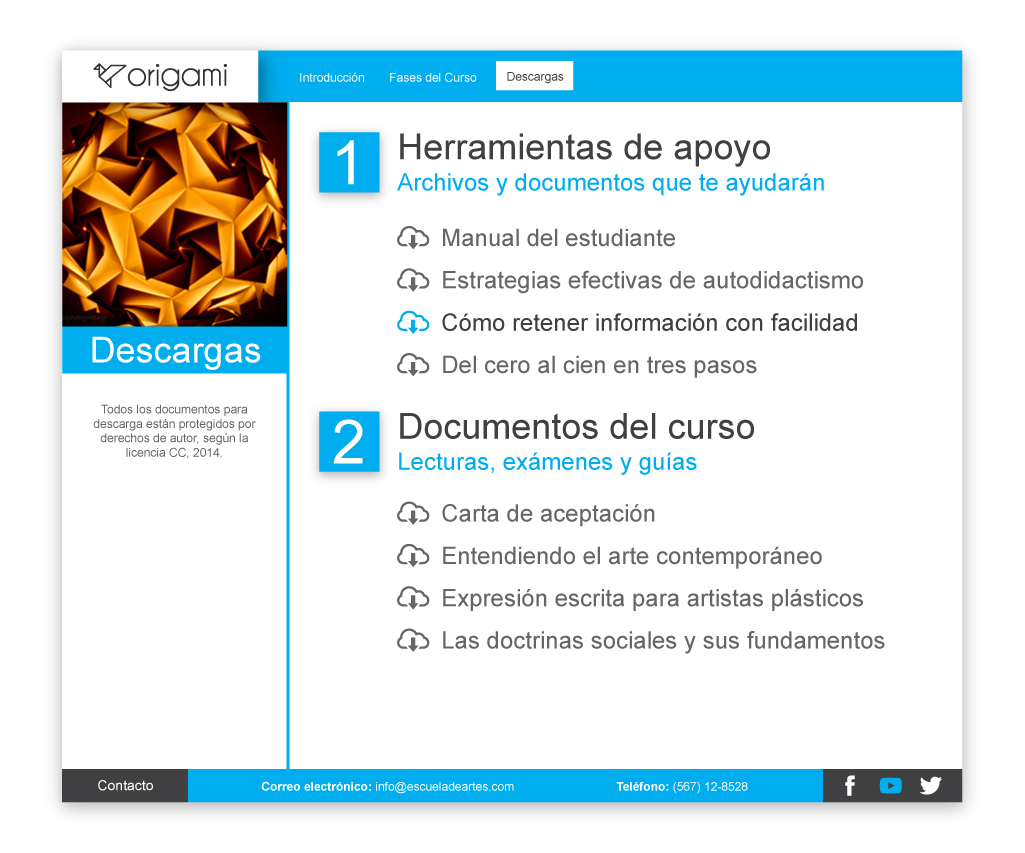 origami
Introducción
Fases del Curso
Descargas
Descargas
Todos los documentos para
descarga están protegidos por
derechos de autor, según la
licencia CC, 2014.
1
Herramientas de apoyo
Archivos y documentos que te ayudarán
Manual del estudiante
Estrategias efectivas de autodidactismo
Cómo retener información con facilidad
Del cero al cien en tres pasos
2
Documentos del curso
Lecturas, exámenes y guías
Carta de aceptación
Entendiendo el arte contemporáneo
Expresión escrita para artistas plásticos
Las doctrinas sociales y sus fundamentos
Contacto
Correo electrónico: info@escueladeartes.com
Teléfono: (567) 12-8528